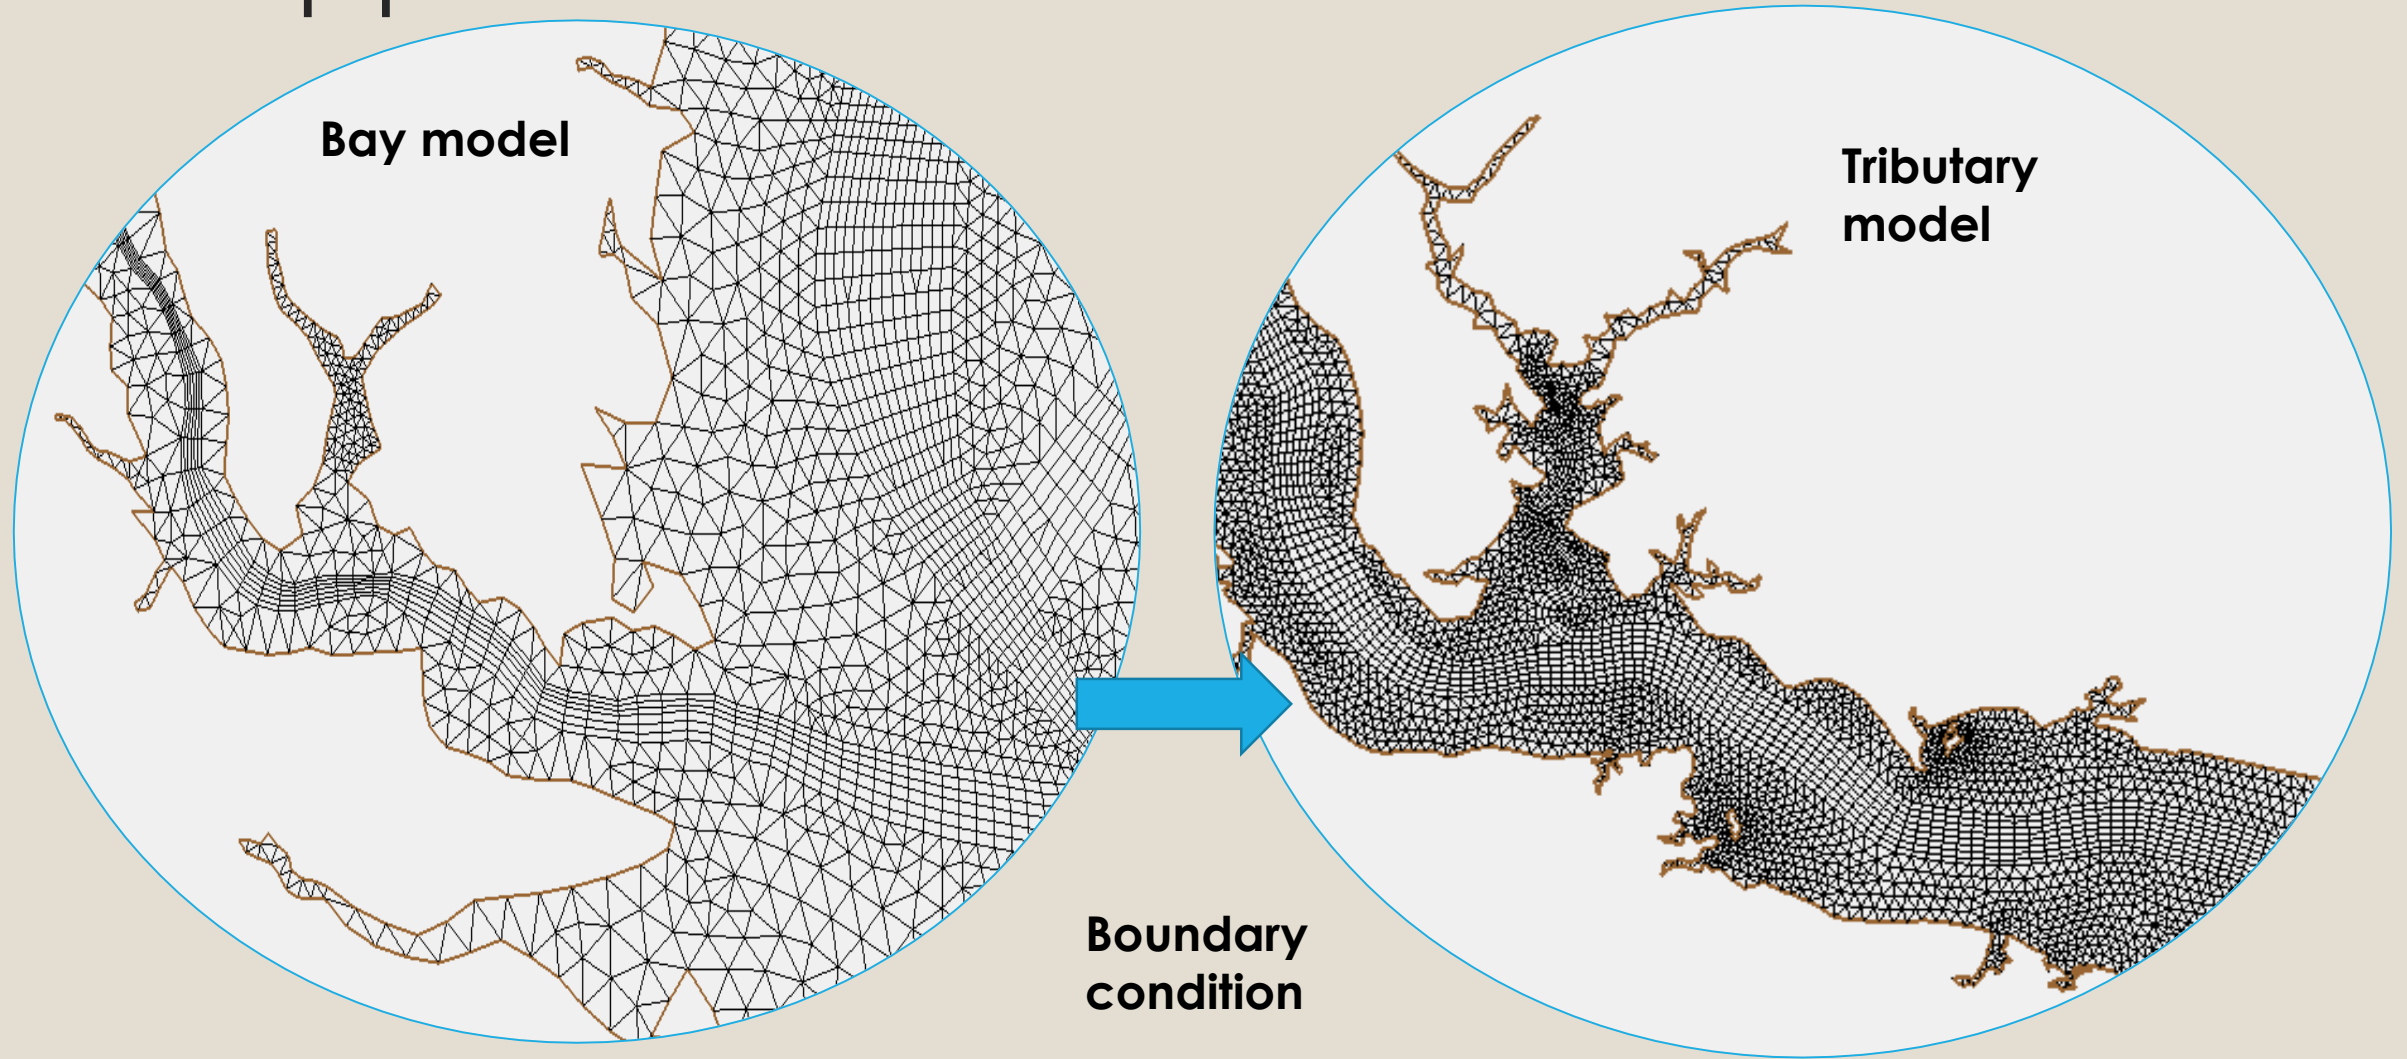 Bay model
Tributary
model
Boundary
condition